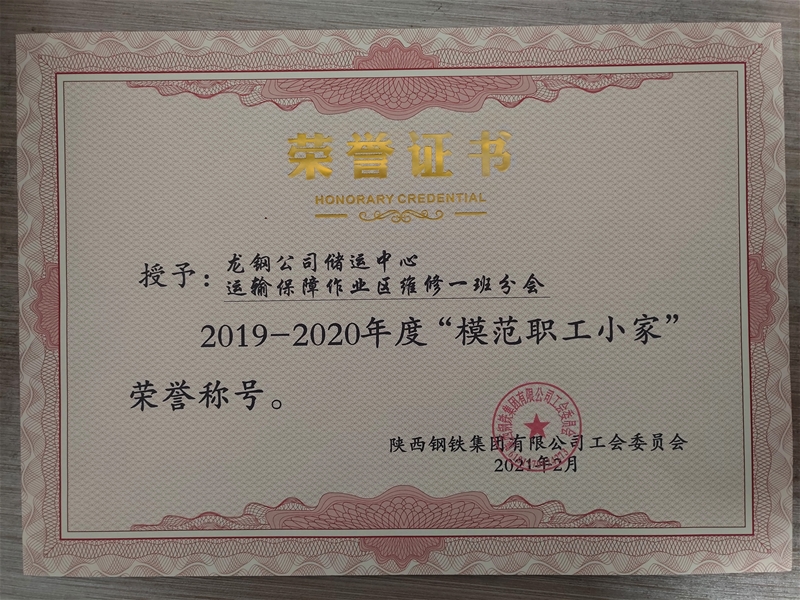 荣誉证书
HONORARY CREDENTIAL
龙钢公司储运中心
授予：运输保障作业区维修一班分会
2019-2020年度“模范职工小家”
荣誉称号。
陕西钢铁集团有限公司工会委员会
2021年2月